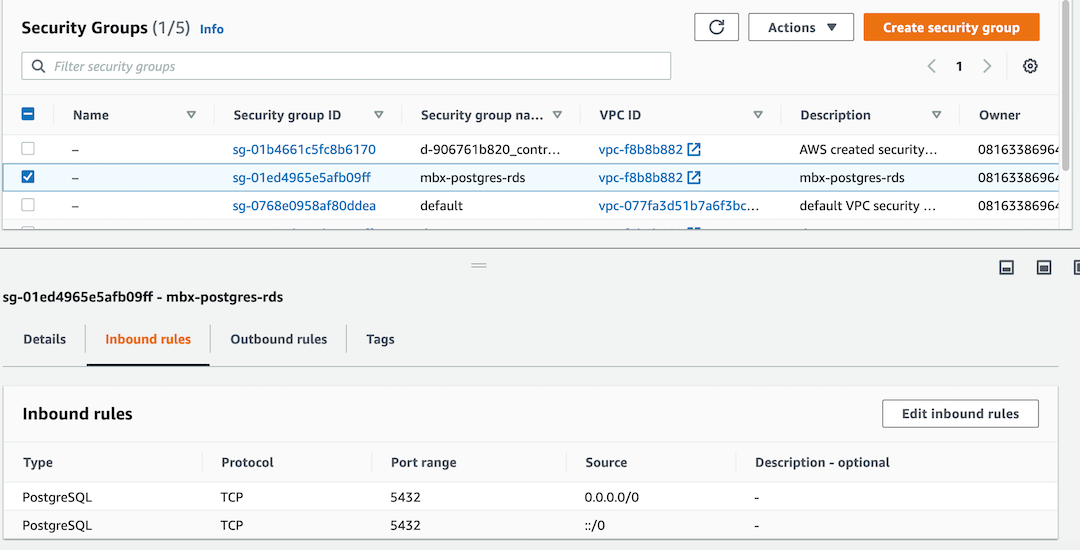 Security Groups (1/5) Info Actions Create security group
Filter security groups 1
Name Security group ID Security group na... VPC ID Description Owner
– sg-01b4661c5fc8b6170 d-906761b820_contr... vpc-f8b8b882 AWS created security... 08163386964
– sg-01ed4965e5afb09ff mbx-postgres-rds vpc-f8b8b882 mbx-postgres-rds 08163386964
– sg-0768e0958af80ddea default vpc-077fa3d51b7a6f3bc... default VPC security ... 08163386964
sg-01ed4965e5afb09ff - mbx-postgres-rds
Details Inbound rules Outbound rules Tags
Inbound rules Edit inbound rules
Type Protocol Port range Source Description - optional
PostgreSQL TCP 5432 0.0.0.0/0 -
PostgreSQL TCP 5432 ::/0 -